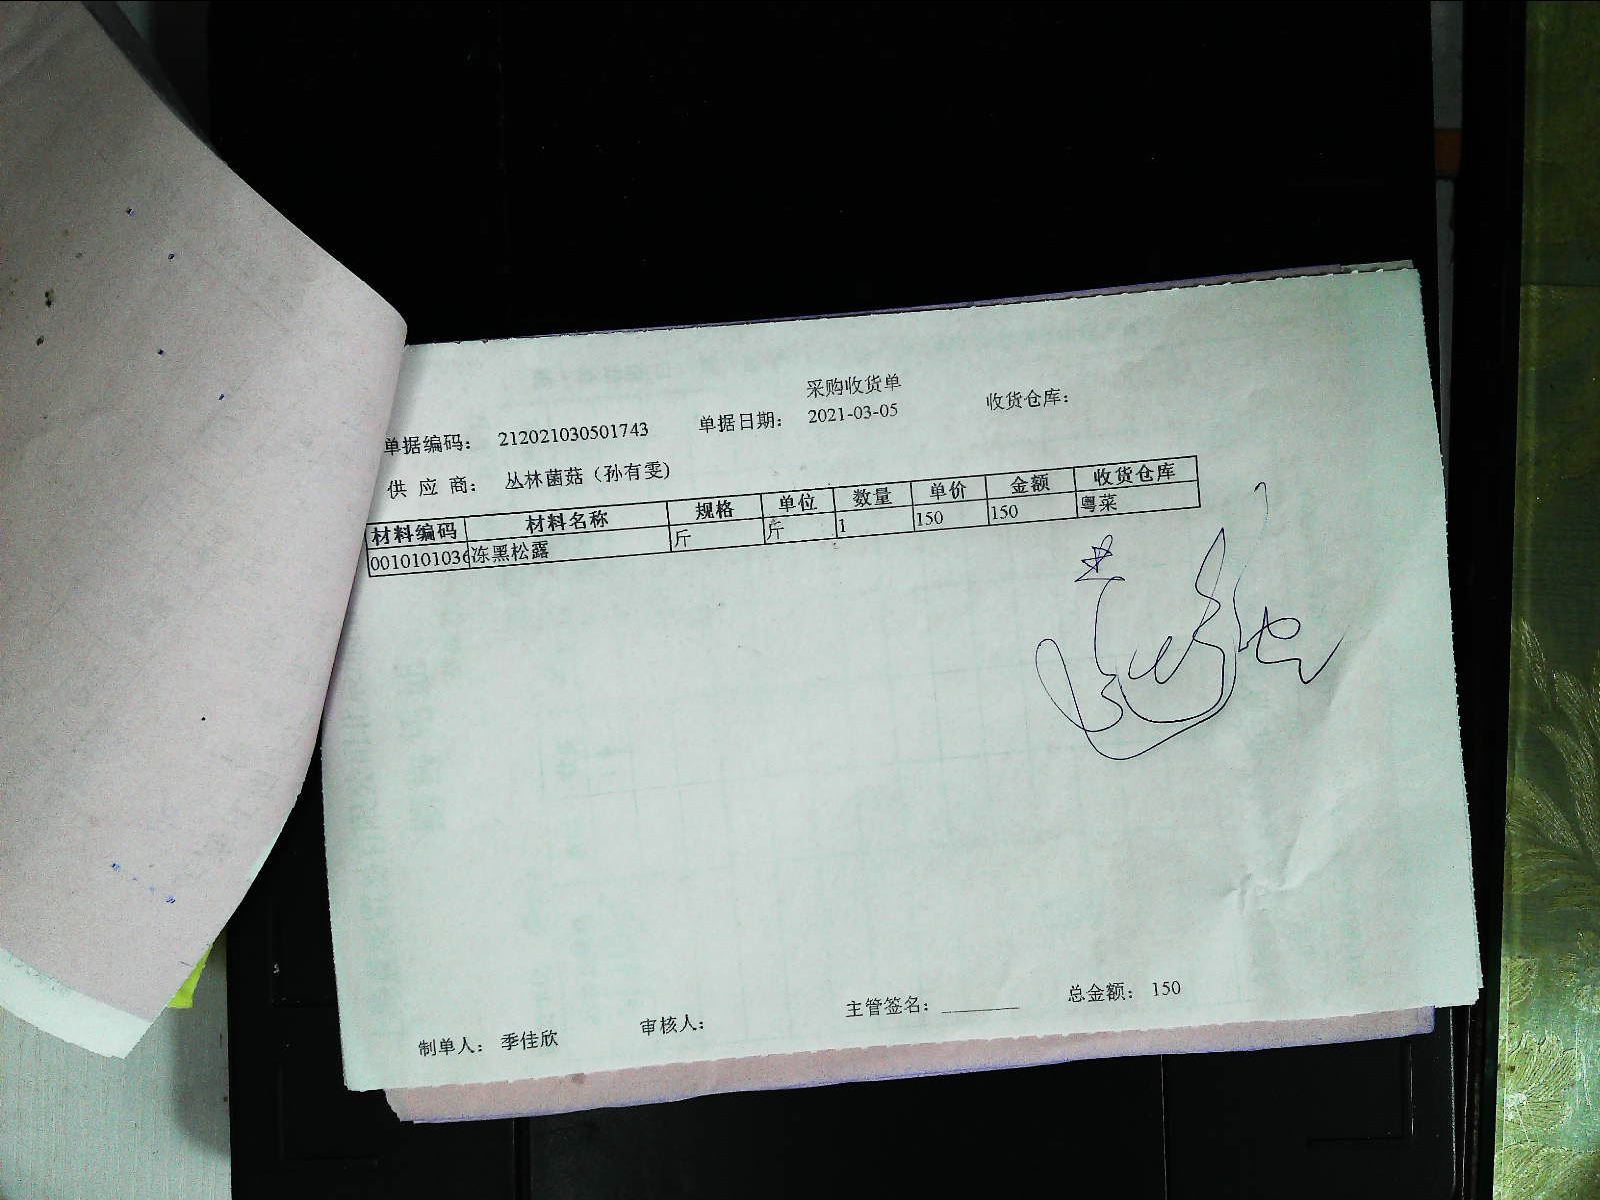 采购收货单
单据编码： 212021030501743 单据日期： 2021-03-05 收货仓库：
供 应 商： 丛林菌菇（孙有雯）
材料编码 材料名称 规格 单位 数量 单价 金额 收货仓库
0010101036 冻黑松露 斤 斤 1 150 150 粤菜
制单人： 季佳欣 审核人： 主管签名： 总金额： 150